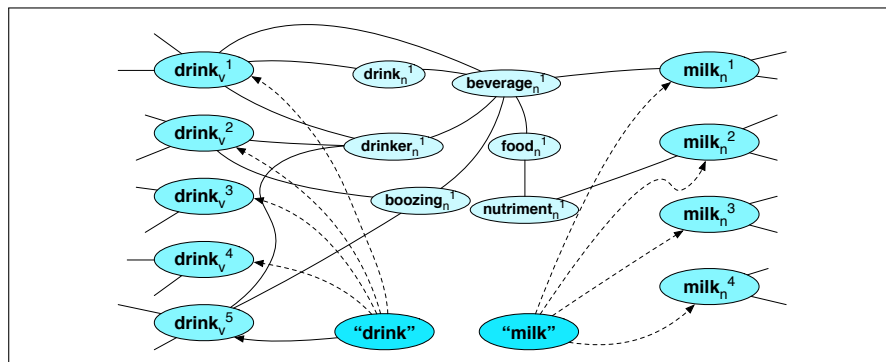 drink_v^1
drink_n^1
beverage_n^1
milk_n^1
drink_v^2
drinker_n^1
food_n^1
milk_n^2
drink_v^3
boozing_n^1
nutriment_n^1
milk_n^3
drink_v^4
milk_n^4
drink_v^5
“drink”
“milk”